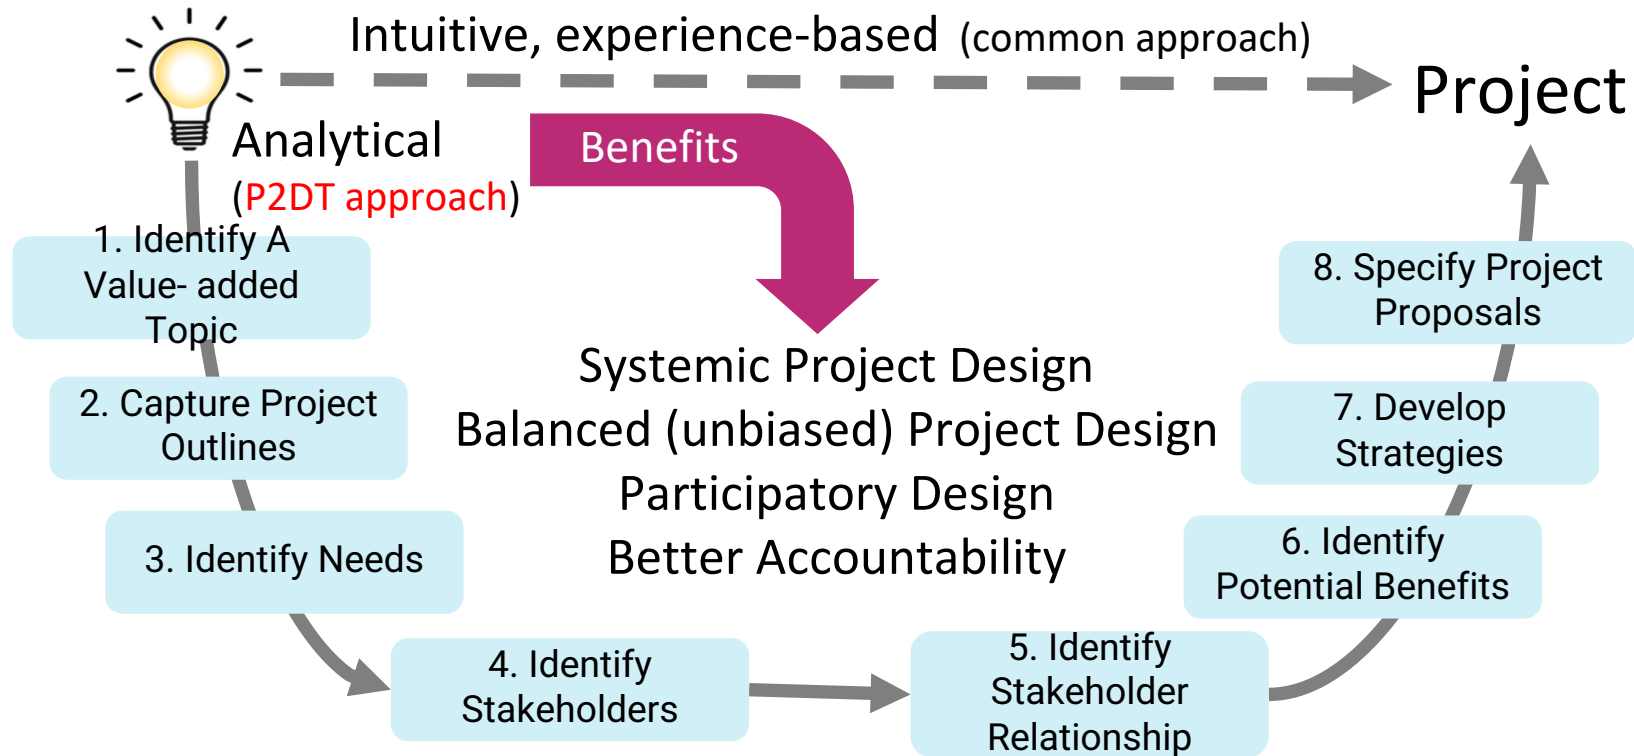 Intuitive, experience-based (common approach)
Project
Analytical
(P2DT approach)
Benefits
1. Identify A
Value- added
Topic
2. Capture Project
Outlines
3. Identify Needs
4. Identify
Stakeholders
5. Identify
Stakeholder
Relationship
6. Identify
Potential Benefits
7. Develop
Strategies
8. Specify Project
Proposals
Systemic Project Design
Balanced (unbiased) Project Design
Participatory Design
Better Accountability